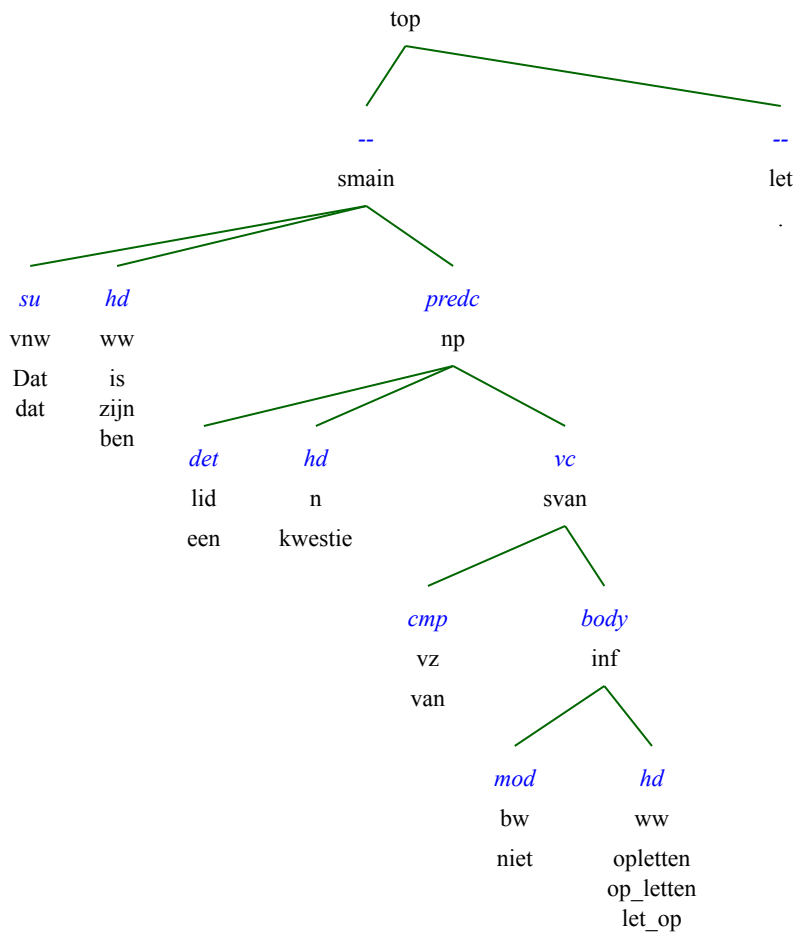 top
-- --
smain let
.
su hd predc
vnw ww np
Dat is
dat zijn
ben
det hd vc
lid n svan
een kwestie
cmp body
vz inf
van
mod hd
bw ww
niet opletten
op_letten
let_op